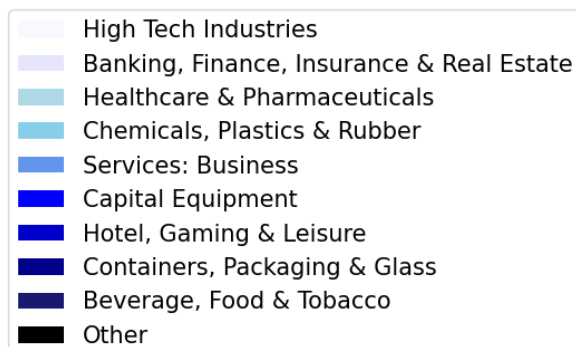 High Tech Industries
Banking, Finance, Insurance & Real Estate
Healthcare & Pharmaceuticals
Chemicals, Plastics & Rubber
Services: Business
Capital Equipment
Hotel, Gaming & Leisure
Containers, Packaging & Glass
Beverage, Food & Tobacco
Other